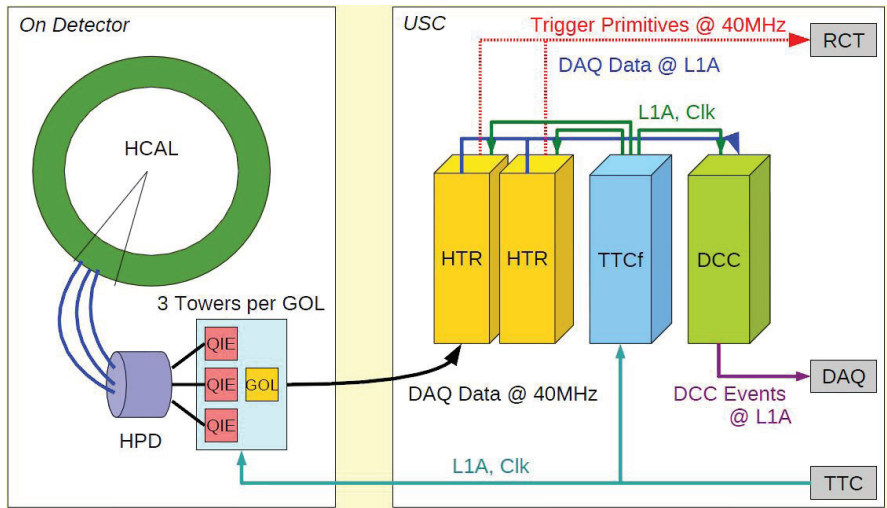 On Detector
USC
Trigger Primitives @ 40MHz
RCT
DAQ Data @ L1A
L1A, Clk
HCAL
HTR
HTR
TTCf
DCC
3 Towers per GOL
QIE
QIE
GOL
QIE
HPD
DAQ Data @ 40MHz
DCC Events
@ L1A
DAQ
L1A, Clk
TTC